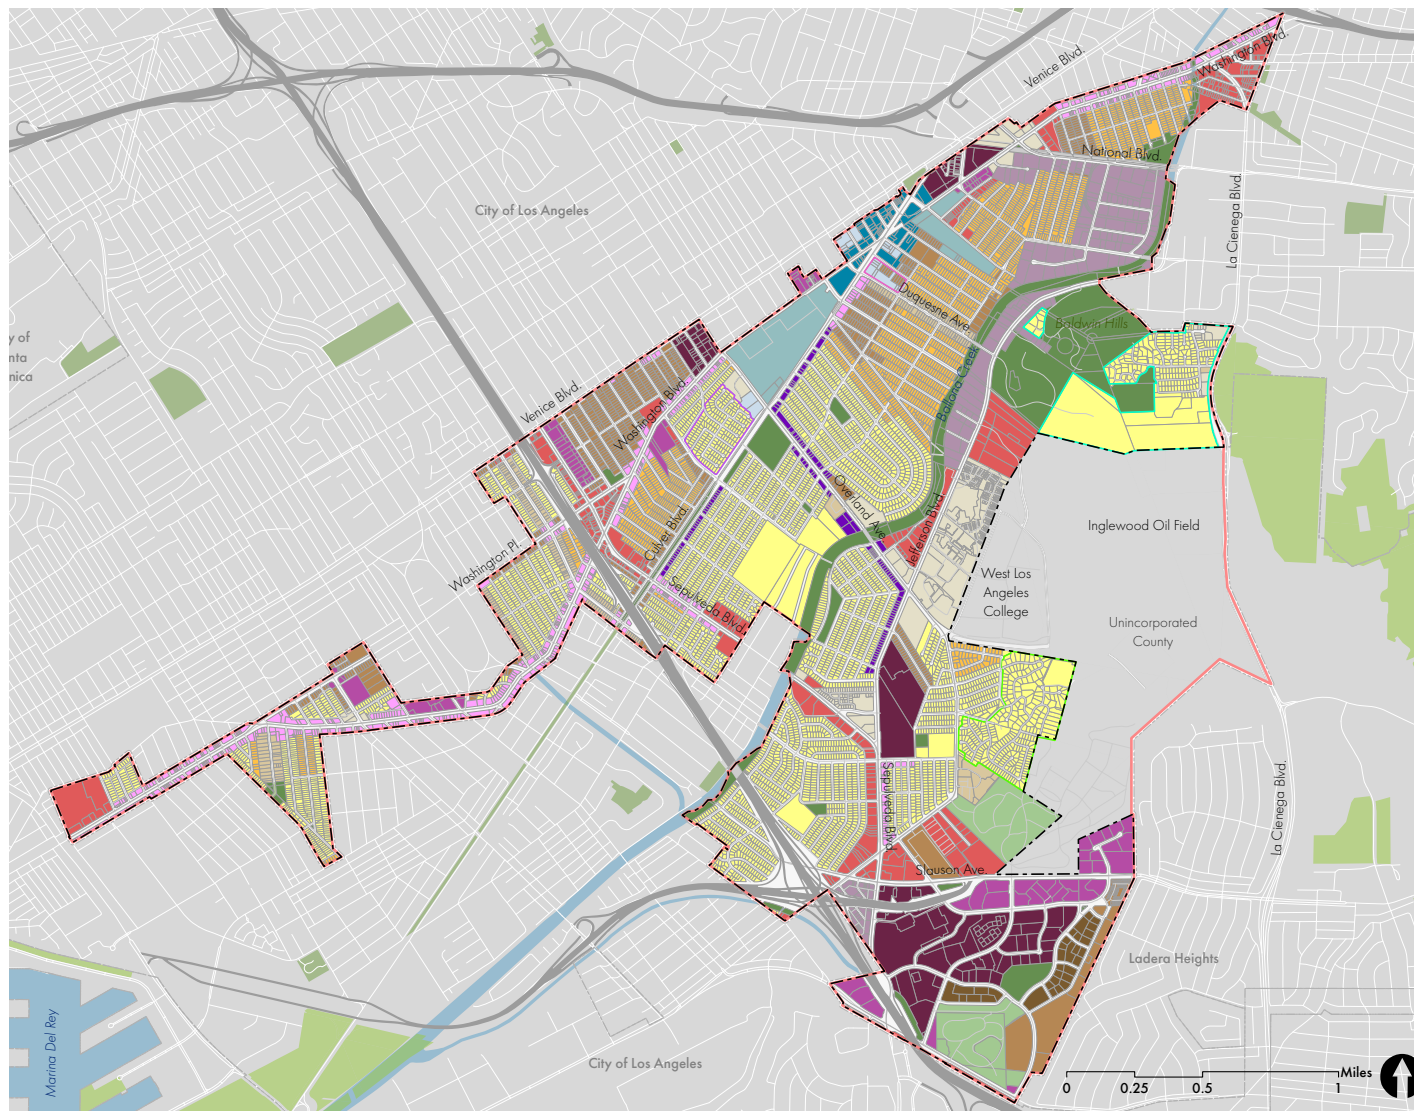 Venice Blvd.
Washington Blvd.
National Blvd.
La Cienega Blvd.
City of Los Angeles
Duquesne Ave.
Baldwin Hills
y of
nta
nica
Ballona Creek
Venice Blvd.
Washington Blvd.
Overland Ave.
Jefferson Blvd.
Culver Blvd.
Inglewood Oil Field
Washington Pl.
West Los
Angeles
College
Sepulveda Blvd.
Unincorporated
County
Sepulveda Blvd.
La Cienega Blvd.
Slauson Ave.
Ladera Heights
Marina Del Rey
City of Los Angeles
Miles
0 0.25 0.5 1